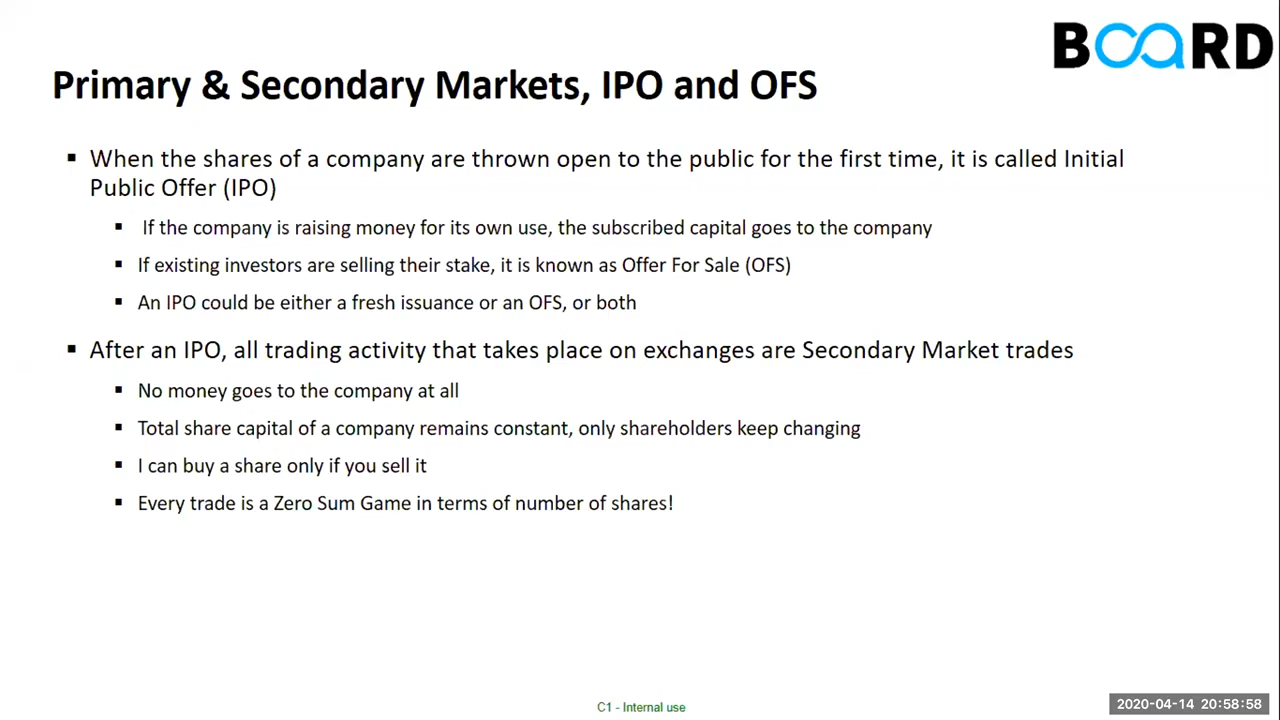 BOARD
Primary & Secondary Markets, IPO and OFS
▪ When the shares of a company are thrown open to the public for the first time, it is called Initial
Public Offer (IPO)
▪ If the company is raising money for its own use, the subscribed capital goes to the company
▪ If existing investors are selling their stake, it is known as Offer For Sale (OFS)
▪ An IPO could be either a fresh issuance or an OFS, or both
▪ After an IPO, all trading activity that takes place on exchanges are Secondary Market trades
▪ No money goes to the company at all
▪ Total share capital of a company remains constant, only shareholders keep changing
▪ I can buy a share only if you sell it
▪ Every trade is a Zero Sum Game in terms of number of shares!
C1 - Internal use
2020-04-14 20:58:58